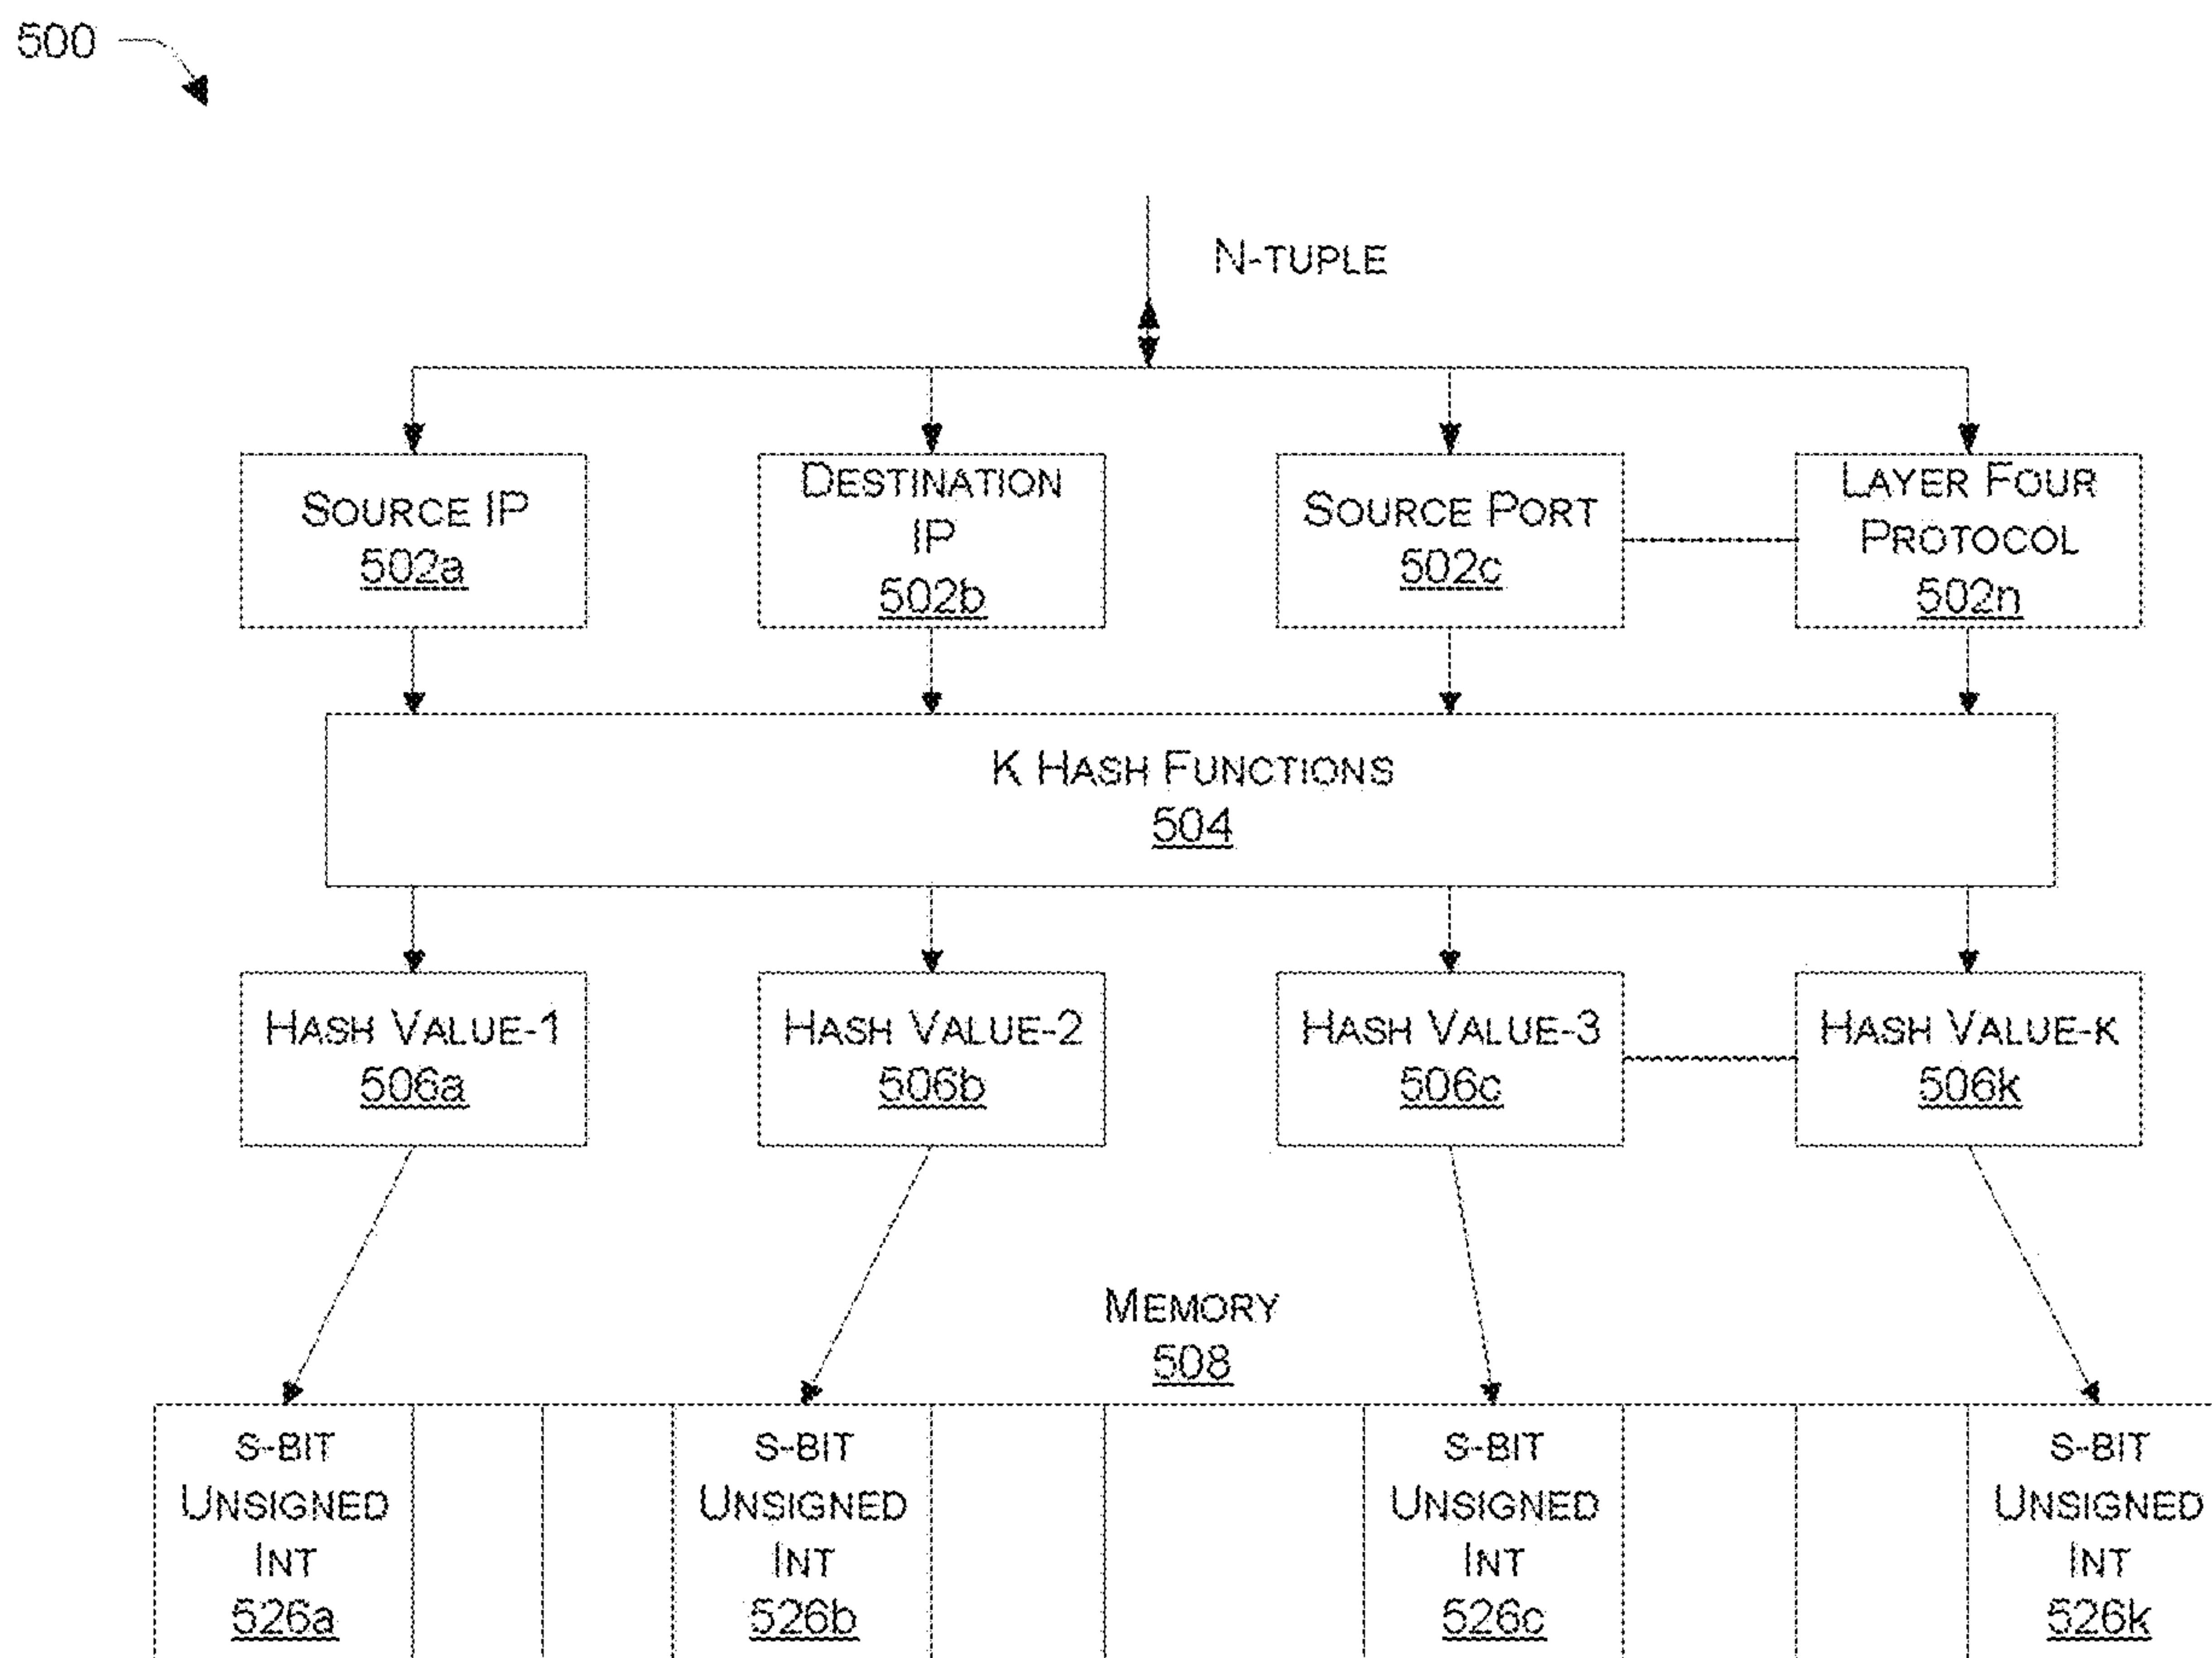 500
N-TUPLE
SOURCE IP
502a
DESTINATION
IP
502b
SOURCE PORT
502c
LAYER FOUR
PROTOCOL
502n
K HASH FUNCTIONS
504
HASH VALUE-1
506a
HASH VALUE-2
506b
HASH VALUE-3
506c
HASH VALUE-K
506k
MEMORY
508
S-BIT
UNSIGNED
INT
526a
S-BIT
UNSIGNED
INT
526b
S-BIT
UNSIGNED
INT
526c
S-BIT
UNSIGNED
INT
526k